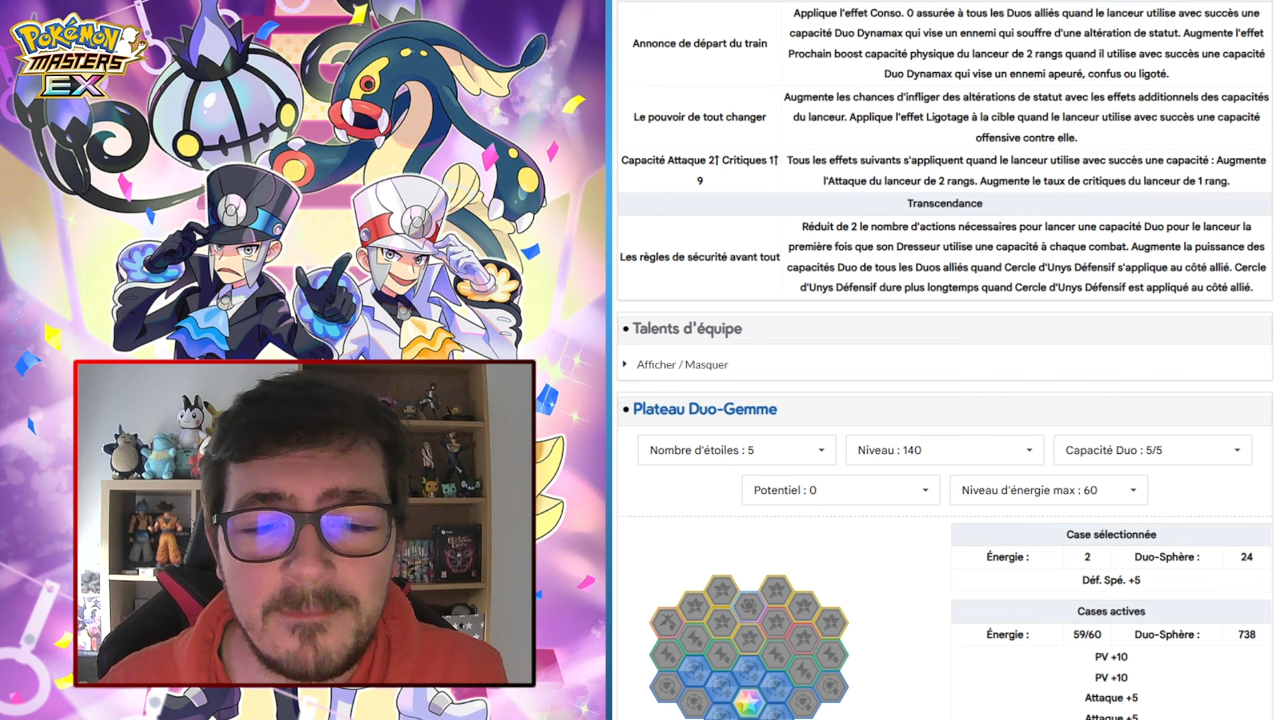 Pokémon
MASTERS
EX
Annonce de départ du train
Applique l'effet Conso. 0 assurée à tous les Duos alliés quand le lanceur utilise avec succès une
capacité Duo Dynamax qui vise un ennemi qui souffre d'une altération de statut. Augmente l'effet
Prochain boost capacité physique du lanceur de 2 rangs quand il utilise avec succès une capacité
Duo Dynamax qui vise un ennemi apeuré, confus ou ligoté.
Le pouvoir de tout changer
Augmente les chances d'infliger des altérations de statut avec les effets additionnels des capacités
du lanceur. Applique l'effet Ligotage à la cible quand le lanceur utilise avec succès une capacité
offensive contre elle.
Capacité Attaque 2↑ Critiques 1↑
9
Tous les effets suivants s'appliquent quand le lanceur utilise avec succès une capacité : Augmente
l'Attaque du lanceur de 2 rangs. Augmente le taux de critiques du lanceur de 1 rang.
Transcendance
Les règles de sécurité avant tout
Réduit de 2 le nombre d'actions nécessaires pour lancer une capacité Duo pour le lanceur la
première fois que son Dresseur utilise une capacité à chaque combat. Augmente la puissance des
capacités Duo de tous les Duos alliés quand Cercle d'Unys Défensif s'applique au côté allié. Cercle
d'Unys Défensif dure plus longtemps quand Cercle d'Unys Défensif est appliqué au côté allié.
• Talents d'équipe
Afficher / Masquer
• Plateau Duo-Gemme
Nombre d'étoiles : 5
Niveau : 140
Capacité Duo : 5/5
Potentiel : 0
Niveau d'énergie max : 60
Case sélectionnée
Énergie : 2 Duo-Sphère : 24
Déf. Spé. +5
Cases actives
Énergie : 59/60 Duo-Sphère : 738
PV +10
PV +10
Attaque +5
Attaque +5